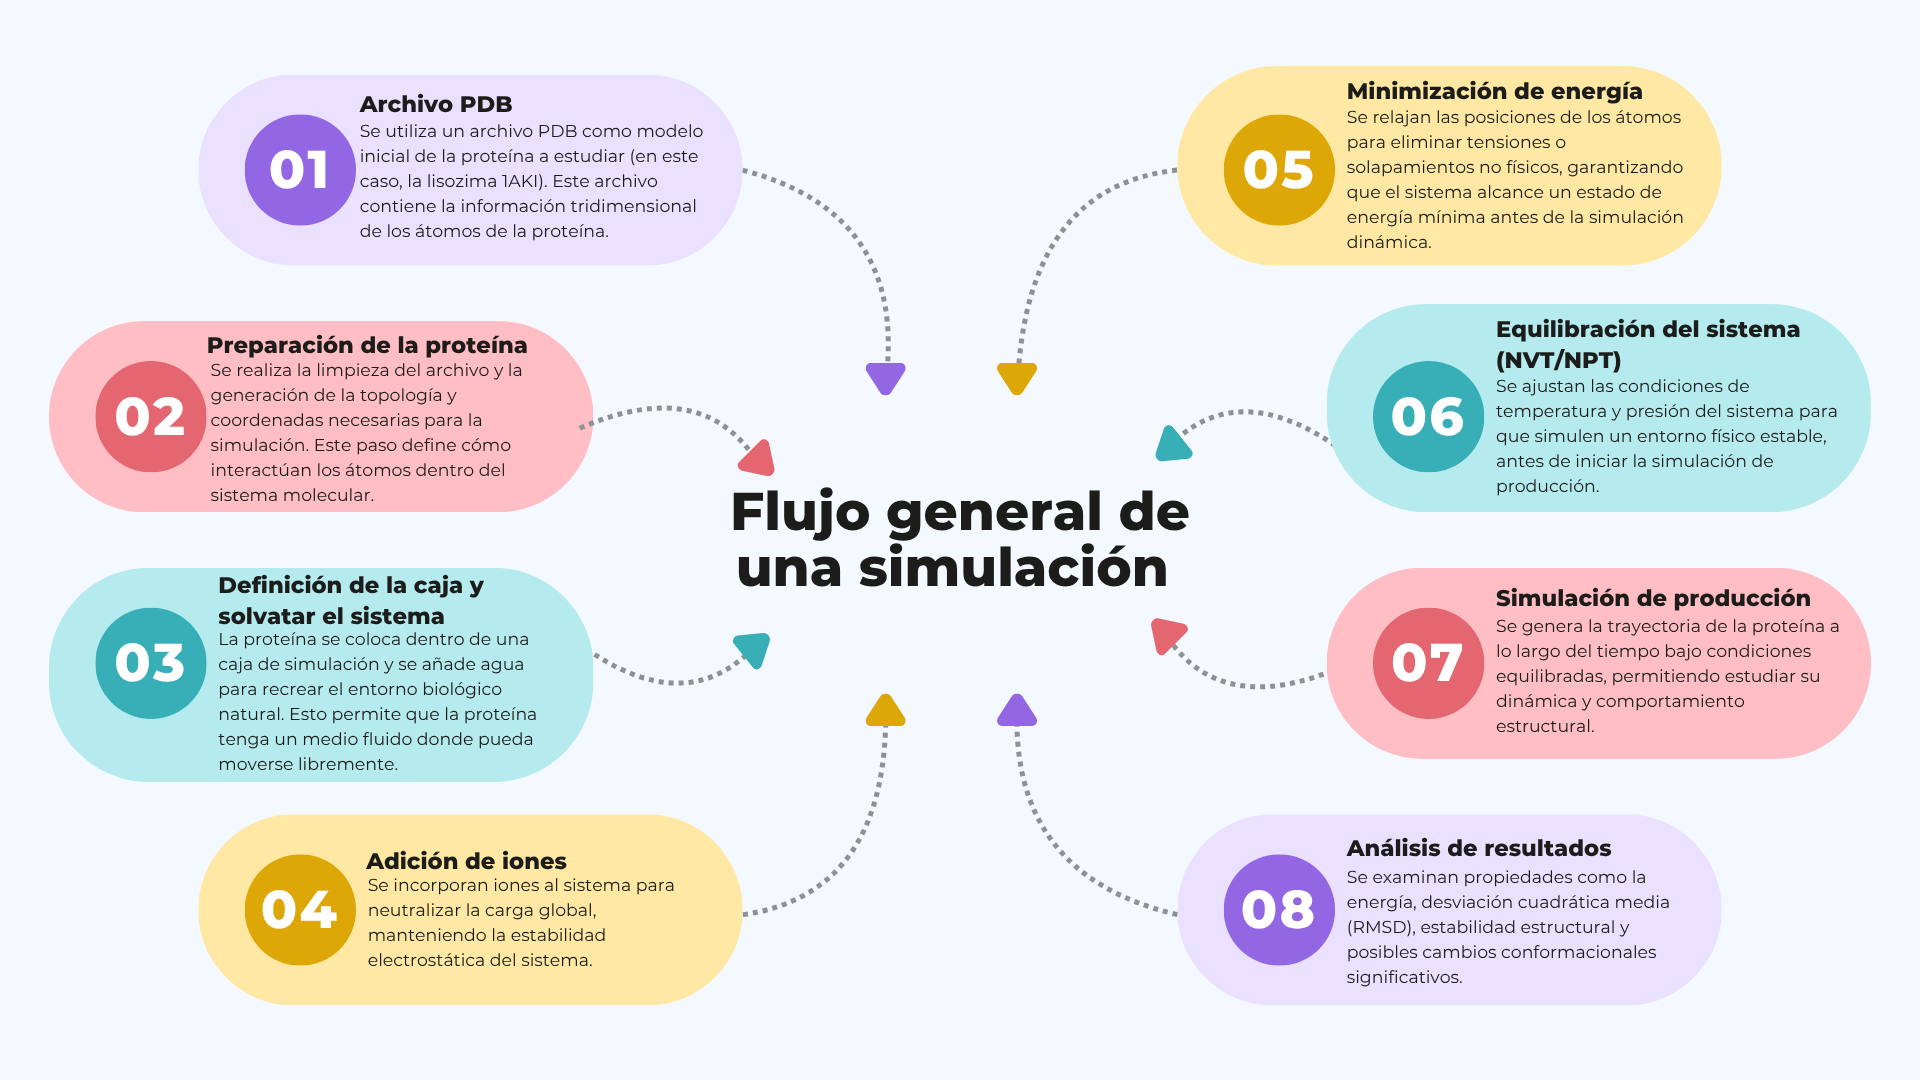 01
Archivo PDB
Se utiliza un archivo PDB como modelo
inicial de la proteína a estudiar (en este
caso, la lisozima 1AKI). Este archivo
contiene la información tridimensional
de los átomos de la proteína.
02
Preparación de la proteína
Se realiza la limpieza del archivo y la
generación de la topología y
coordenadas necesarias para la
simulación. Este paso define cómo
interactúan los átomos dentro del
sistema molecular.
03
Definición de la caja y
solvatar el sistema
La proteína se coloca dentro de una
caja de simulación y se añade agua
para recrear el entorno biológico
natural. Esto permite que la proteína
tenga un medio fluido donde pueda
moverse libremente.
04
Adición de iones
Se incorporan iones al sistema para
neutralizar la carga global,
manteniendo la estabilidad
electrostática del sistema.
Flujo general de
una simulación
05
Minimización de energía
Se relajan las posiciones de los átomos
para eliminar tensiones o
solapamientos no físicos, garantizando
que el sistema alcance un estado de
energía mínima antes de la simulación
dinámica.
06
Equilibración del sistema
(NVT/NPT)
Se ajustan las condiciones de
temperatura y presión del sistema para
que simulen un entorno físico estable,
antes de iniciar la simulación de
producción.
07
Simulación de producción
Se genera la trayectoria de la proteína a
lo largo del tiempo bajo condiciones
equilibradas, permitiendo estudiar su
dinámica y comportamiento
estructural.
08
Análisis de resultados
Se examinan propiedades como la
energía, desviación cuadrática media
(RMSD), estabilidad estructural y
posibles cambios conformacionales
significativos.